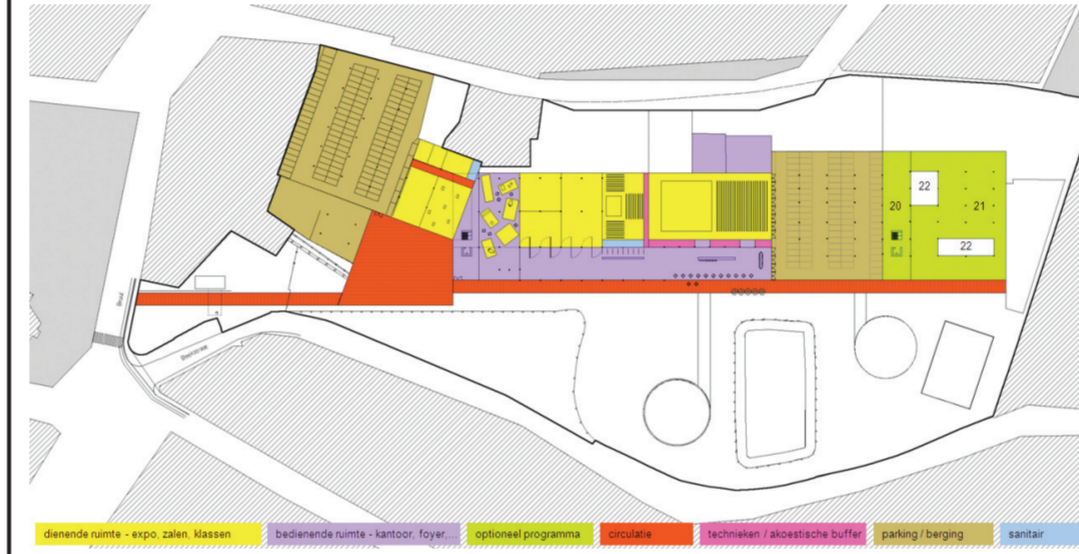 22
20
21
22
Bruul
dienende ruimte - expo, zalen, klassen
bedienende ruimte - kantoor, foyer,...
optioneel programma
circulatie
technieken / akoestische buffer
parking / berging
sanitair